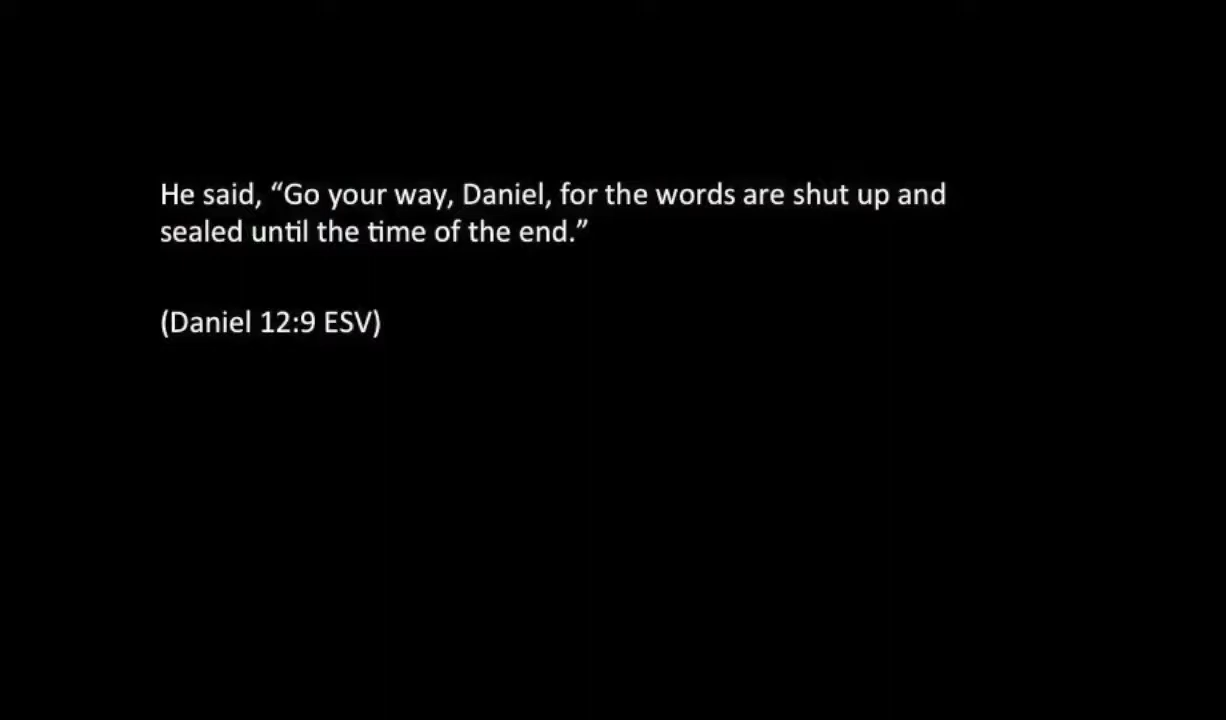 He said, “Go your way, Daniel, for the words are shut up and
sealed until the time of the end.”
(Daniel 12:9 ESV)